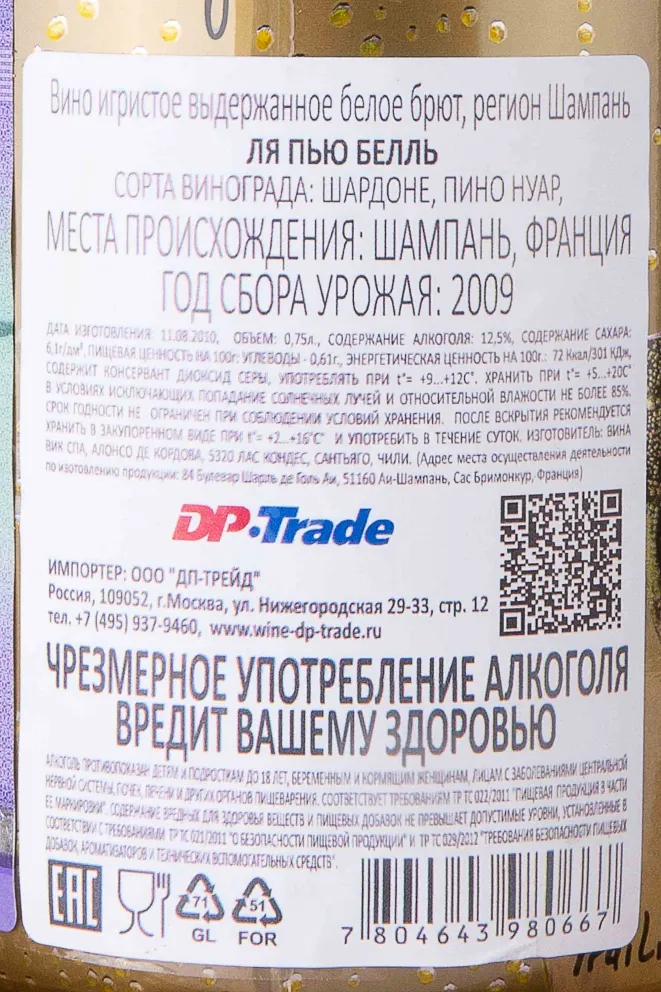 Вино игристое выдержанное белое брют, регион Шампань
ЛЯ ПЬЮ БЕЛЛЬ
СОРТА ВИНОГРАДА: ШАРДОНЕ, ПИНО НУАР,
МЕСТА ПРОИСХОЖДЕНИЯ: ШАМПАНЬ, ФРАНЦИЯ
ГОД СБОРА УРОЖАЯ: 2009
ДАТА ИЗГОТОВЛЕНИЯ: 11.08.2010, ОБЪЕМ: 0,75л., СОДЕРЖАНИЕ АЛКОГОЛЯ: 12,5%, СОДЕРЖАНИЕ САХАРА:
6,1г/дм³, ПИЩЕВАЯ ЦЕННОСТЬ НА 100г: УГЛЕВОДЫ - 0,61г., ЭНЕРГЕТИЧЕСКАЯ ЦЕННОСТЬ НА 100г.: 72 Ккал/301 КДж,
СОДЕРЖИТ КОНСЕРВАНТ ДИОКСИД СЕРЫ, УПОТРЕБЛЯТЬ ПРИ t°= +9...+12С°. ХРАНИТЬ ПРИ t°= +5...+20С°
В УСЛОВИЯХ ИСКЛЮЧАЮЩИХ ПОПАДАНИЕ СОЛНЕЧНЫХ ЛУЧЕЙ И ОТНОСИТЕЛЬНОЙ ВЛАЖНОСТИ НЕ БОЛЕЕ 85%.
СРОК ГОДНОСТИ НЕ ОГРАНИЧЕН ПРИ СОБЛЮДЕНИИ УСЛОВИЙ ХРАНЕНИЯ. ПОСЛЕ ВСКРЫТИЯ РЕКОМЕНДУЕТСЯ
ХРАНИТЬ В ЗАКУПОРЕННОМ ВИДЕ ПРИ t°= +2...+16°С И УПОТРЕБИТЬ В ТЕЧЕНИЕ СУТОК. ИЗГОТОВИТЕЛЬ: ВИНА
ВИК СПА, АЛОНСО ДЕ КОРДОВА, 5320 ЛАС КОНДЕС, САНТЬЯГО, ЧИЛИ. (Адрес места осуществления деятельности
по изготовлению продукции: 84 Булевар Шарль де Голь Аи, 51160 Аи-Шампань, Сас Бримонкур, Франция)
DP·Trade
ИМПОРТЕР: ООО "ДП-ТРЕЙД"
Россия, 109052, г.Москва, ул. Нижегородская 29-33, стр. 12
тел. +7 (495) 937-9460, www.wine-dp-trade.ru
ЧРЕЗМЕРНОЕ УПОТРЕБЛЕНИЕ АЛКОГОЛЯ
ВРЕДИТ ВАШЕМУ ЗДОРОВЬЮ
АЛКОГОЛЬ ПРОТИВОПОКАЗАН ДЕТЯМ И ПОДРОСТКАМ ДО 18 ЛЕТ, БЕРЕМЕННЫМ И КОРМЯЩИМ ЖЕНЩИНАМ, ЛИЦАМ С ЗАБОЛЕВАНИЯМИ ЦЕНТРАЛЬНОЙ
НЕРВНОЙ СИСТЕМЫ, ПОЧЕК, ПЕЧЕНИ И ДРУГИХ ОРГАНОВ ПИЩЕВАРЕНИЯ. СООТВЕТСТВУЕТ ТРЕБОВАНИЯМ ТР ТС 022/2011 "ПИЩЕВАЯ ПРОДУКЦИЯ В ЧАСТИ
ЕЕ МАРКИРОВКИ". СОДЕРЖАНИЕ ВРЕДНЫХ ДЛЯ ЗДОРОВЬЯ ВЕЩЕСТВ И ПИЩЕВЫХ ДОБАВОК НЕ ПРЕВЫШАЕТ ДОПУСТИМЫЕ УРОВНИ, УСТАНОВЛЕННЫЕ В
СООТВЕТСТВИИ С ТРЕБОВАНИЯМИ ТР ТС 021/2011 "О БЕЗОПАСНОСТИ ПИЩЕВОЙ ПРОДУКЦИИ" И ТР ТС 029/2012 "ТРЕБОВАНИЯ БЕЗОПАСНОСТИ ПИЩЕВЫХ
ДОБАВОК, АРОМАТИЗАТОРОВ И ТЕХНИЧЕСКИХ ВСПОМОГАТЕЛЬНЫХ СРЕДСТВ".
EAC
71 51
GL FOR
7 804643 980667